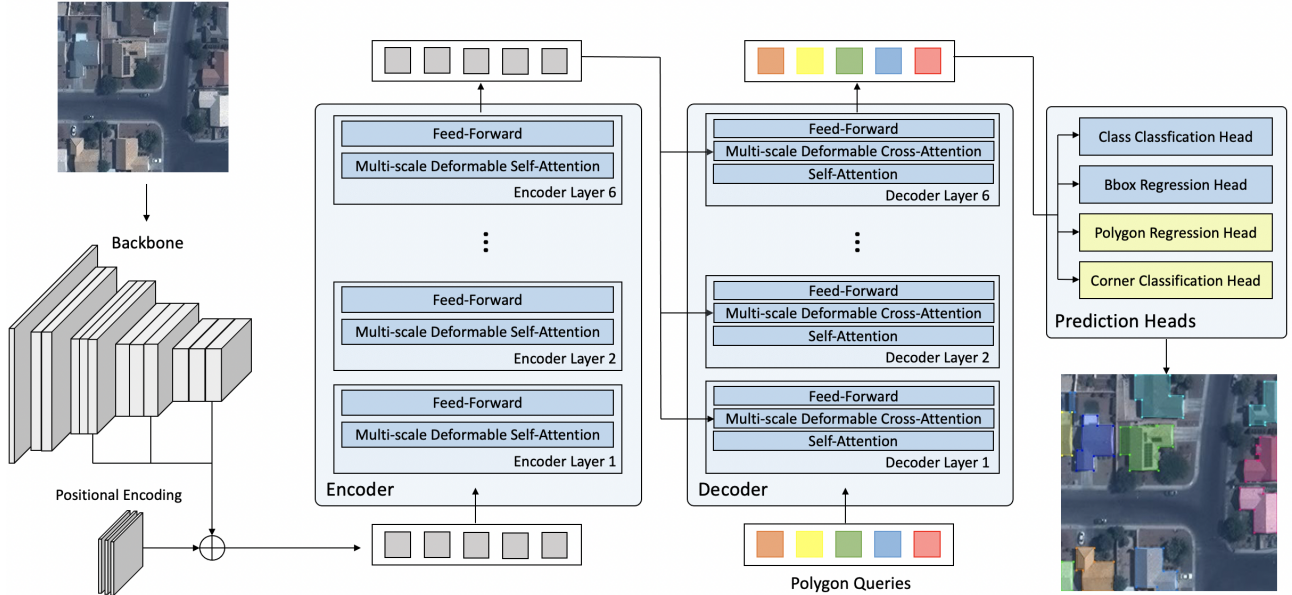 Backbone
Positional Encoding
Feed-Forward
Multi-scale Deformable Self-Attention
Encoder Layer 6
Feed-Forward
Multi-scale Deformable Self-Attention
Encoder Layer 2
Feed-Forward
Multi-scale Deformable Self-Attention
Encoder Layer 1
Encoder
Feed-Forward
Multi-scale Deformable Cross-Attention
Self-Attention
Decoder Layer 6
Feed-Forward
Multi-scale Deformable Cross-Attention
Self-Attention
Decoder Layer 2
Feed-Forward
Multi-scale Deformable Cross-Attention
Self-Attention
Decoder Layer 1
Decoder
Polygon Queries
Class Classfication Head
Bbox Regression Head
Polygon Regression Head
Corner Classification Head
Prediction Heads